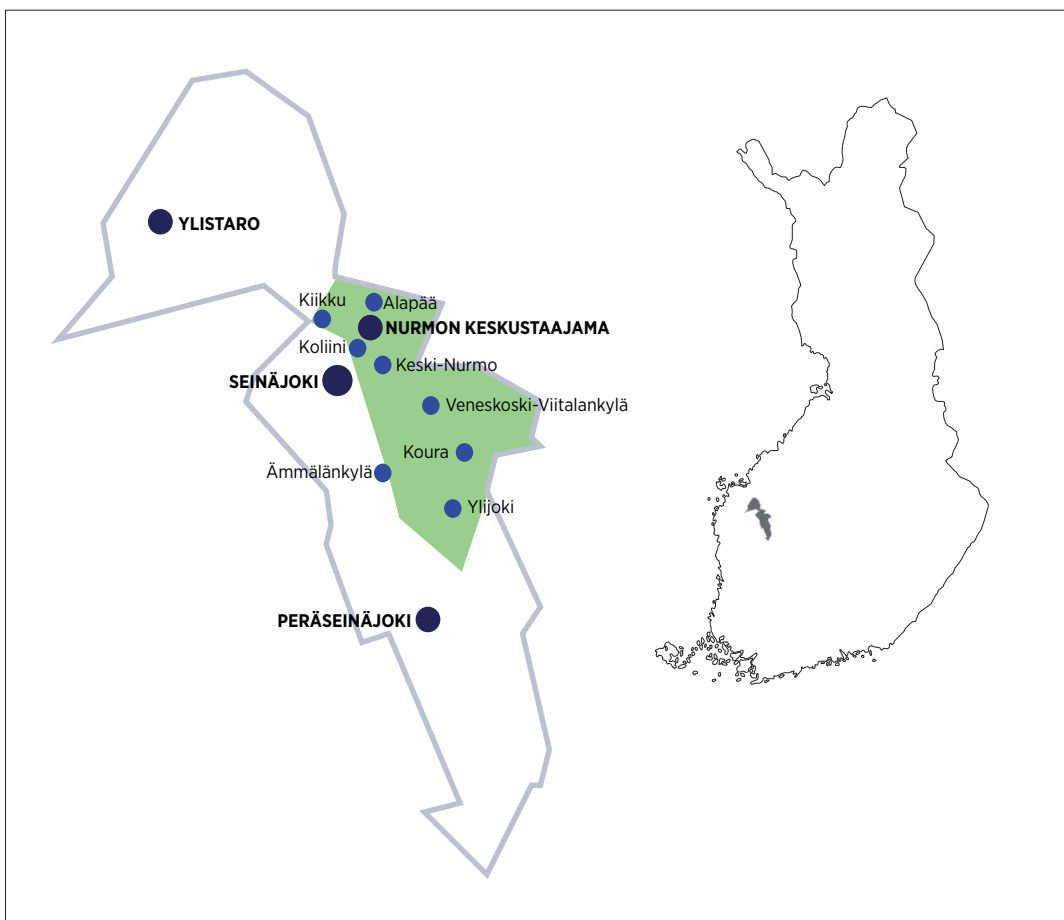 YLISTARO
Kiikku
Alapää
NURMON KESKUSTAAJAMA
Koliini
Keski-Nurmo
SEINÄJOKI
Veneskoski-Viitalankylä
Koura
Ämmälänkylä
Ylijoki
PERÄSEINÄJOKI